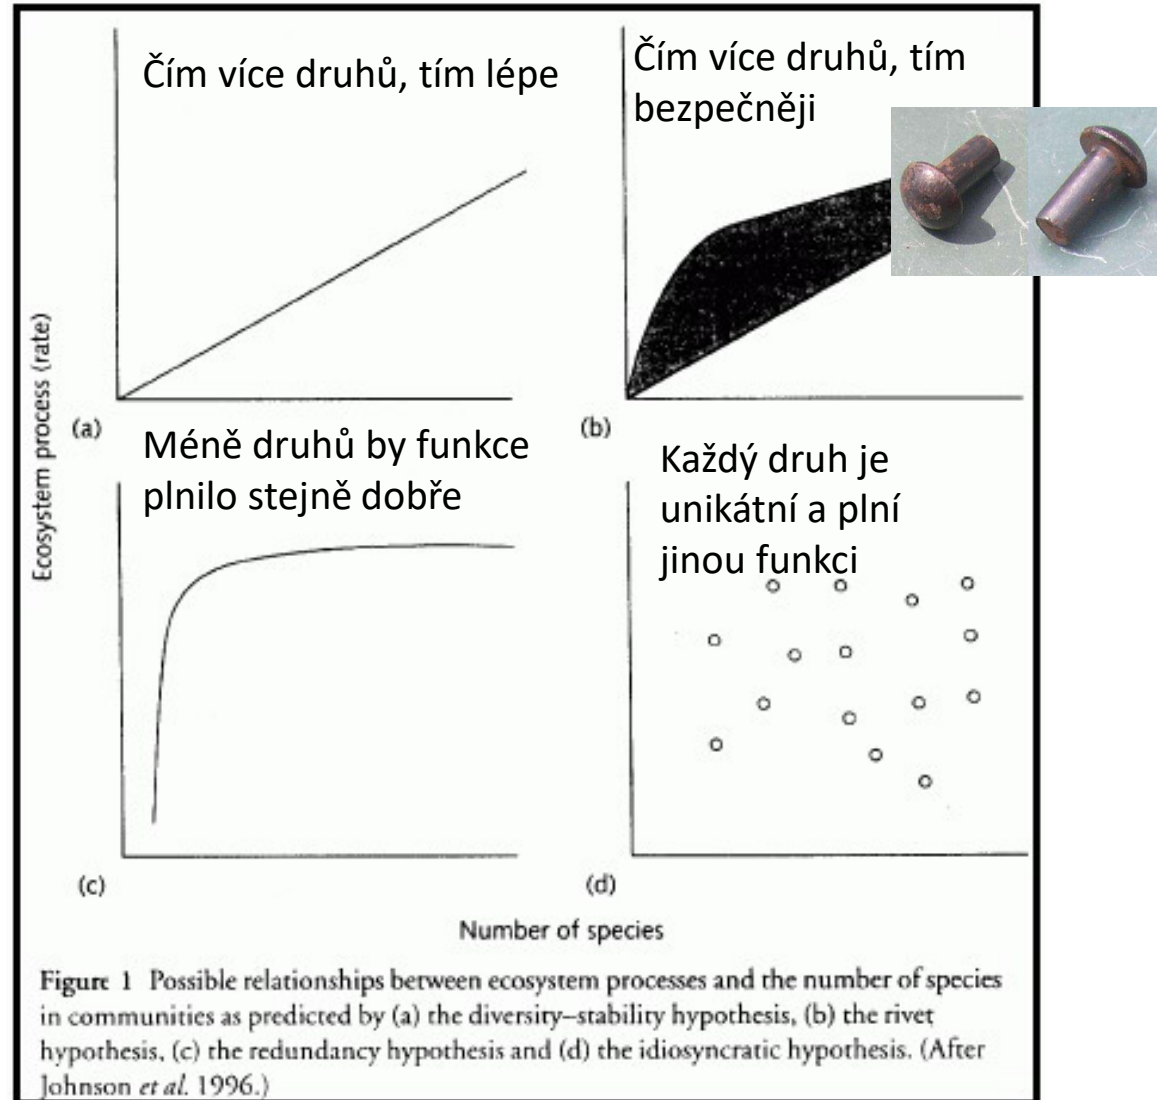 Čím více druhů, tím lépe
Čím více druhů, tím
bezpečněji
Ecosystem process (rate)
(a)
(b)
Méně druhů by funkce
plnilo stejně dobře
Každý druh je
unikátní a plní
jinou funkci
(c)
(d)
Number of species
Figure 1 Possible relationships between ecosystem processes and the number of species
in communities as predicted by (a) the diversity–stability hypothesis, (b) the rivet
hypothesis, (c) the redundancy hypothesis and (d) the idiosyncratic hypothesis. (After
Johnson et al. 1996.)